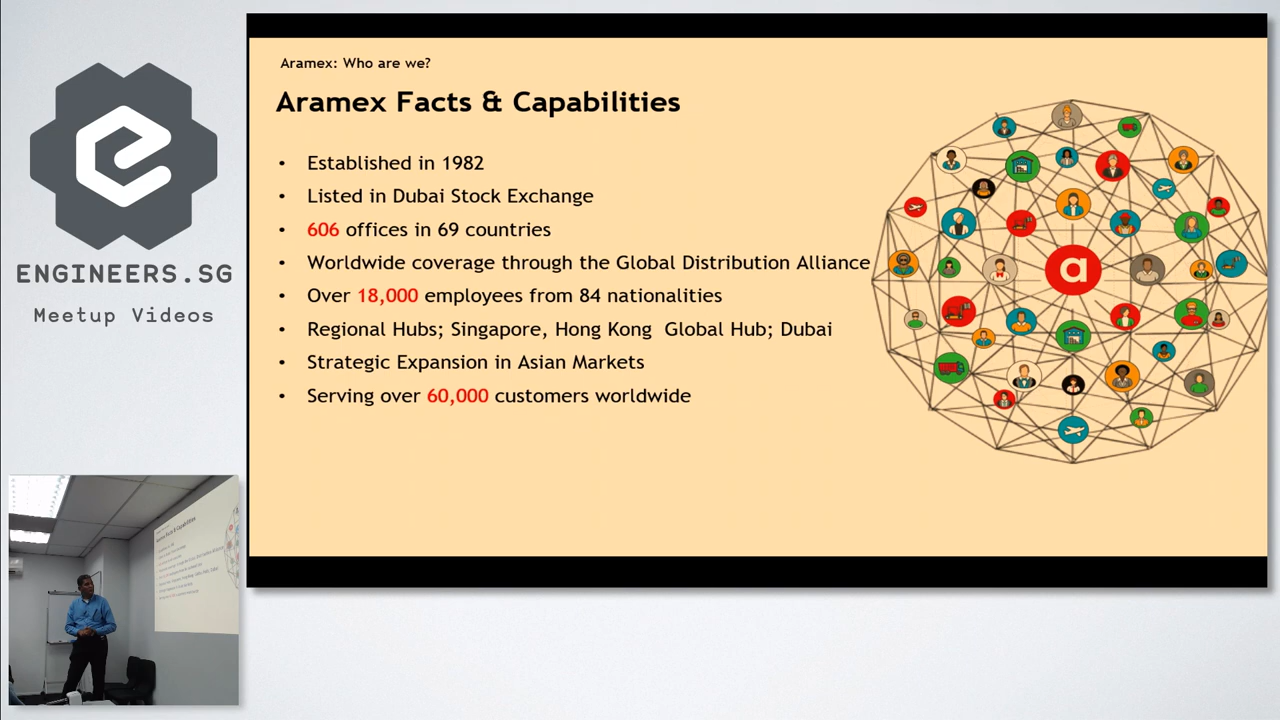 ENGINEERS.SG
Meetup Videos
Aramex: Who are we?
Aramex Facts & Capabilities
• Established in 1982
• Listed in Dubai Stock Exchange
• 606 offices in 69 countries
• Worldwide coverage through the Global Distribution Alliance
• Over 18,000 employees from 84 nationalities
• Regional Hubs; Singapore, Hong Kong  Global Hub; Dubai
• Strategic Expansion in Asian Markets
• Serving over 60,000 customers worldwide
a
Aramex Facts & Capabilities